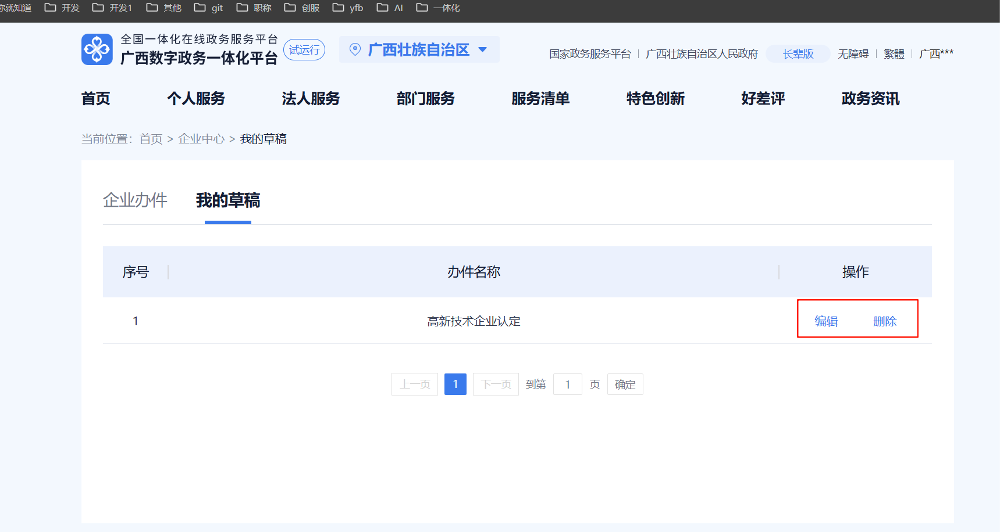 你就知道 开发 开发1 其他 git 职称 创服 yfb AI 一体化
全国一体化在线政务服务平台
广西数字政务一体化平台
试运行
广西壮族自治区
国家政务服务平台 广西壮族自治区人民政府 长辈版 无障碍 繁體 广西***
首页 个人服务 法人服务 部门服务 服务清单 特色创新 好差评 政务资讯
当前位置：首页 > 企业中心 > 我的草稿
企业办件 我的草稿
序号 办件名称 操作
1 高新技术企业认定 编辑 删除
上一页 1 下一页 到第 1 页 确定